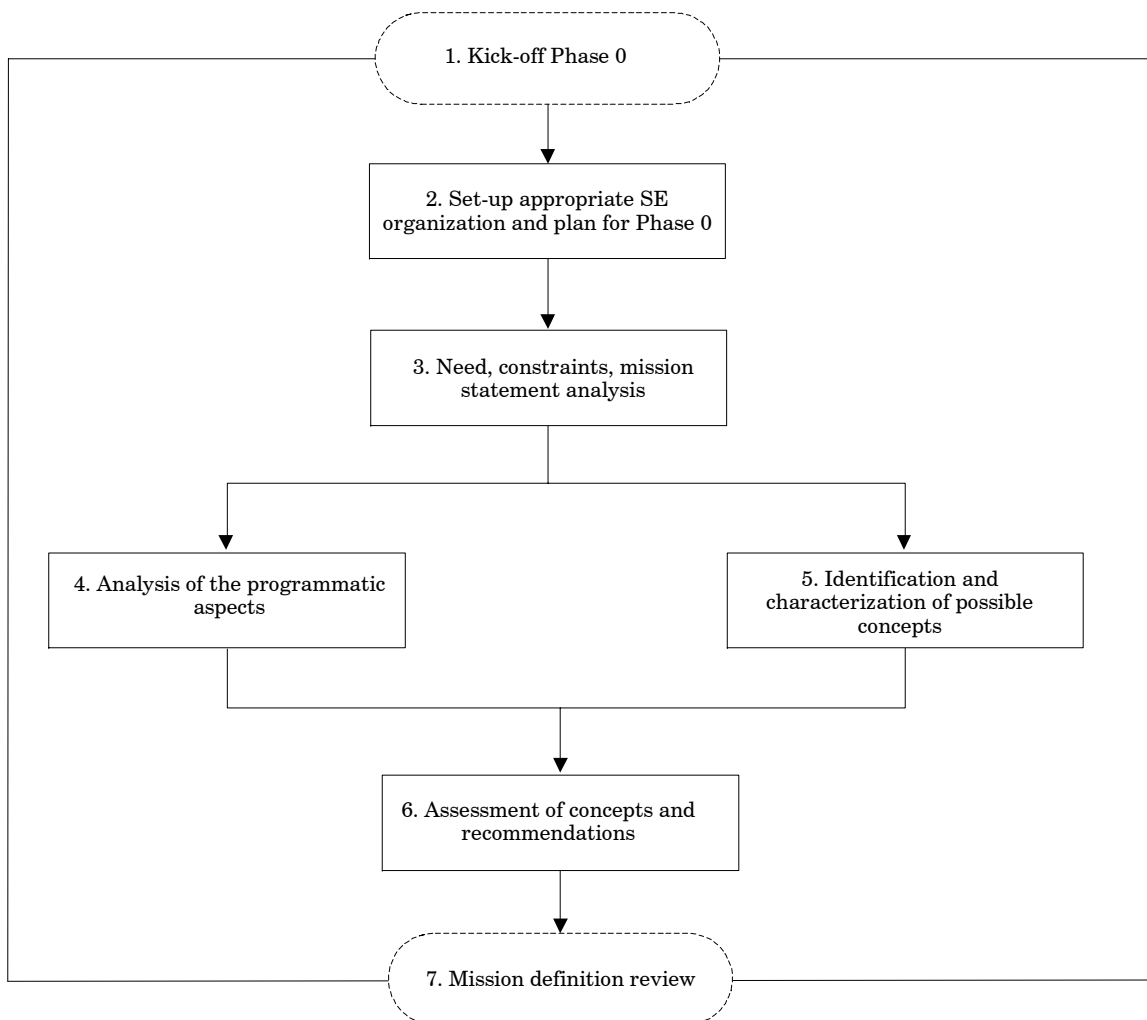 1. Kick-off Phase 0
2. Set-up appropriate SE
organization and plan for Phase 0
3. Need, constraints, mission
statement analysis
4. Analysis of the programmatic
aspects
5. Identification and
characterization of possible
concepts
6. Assessment of concepts and
recommendations
7. Mission definition review